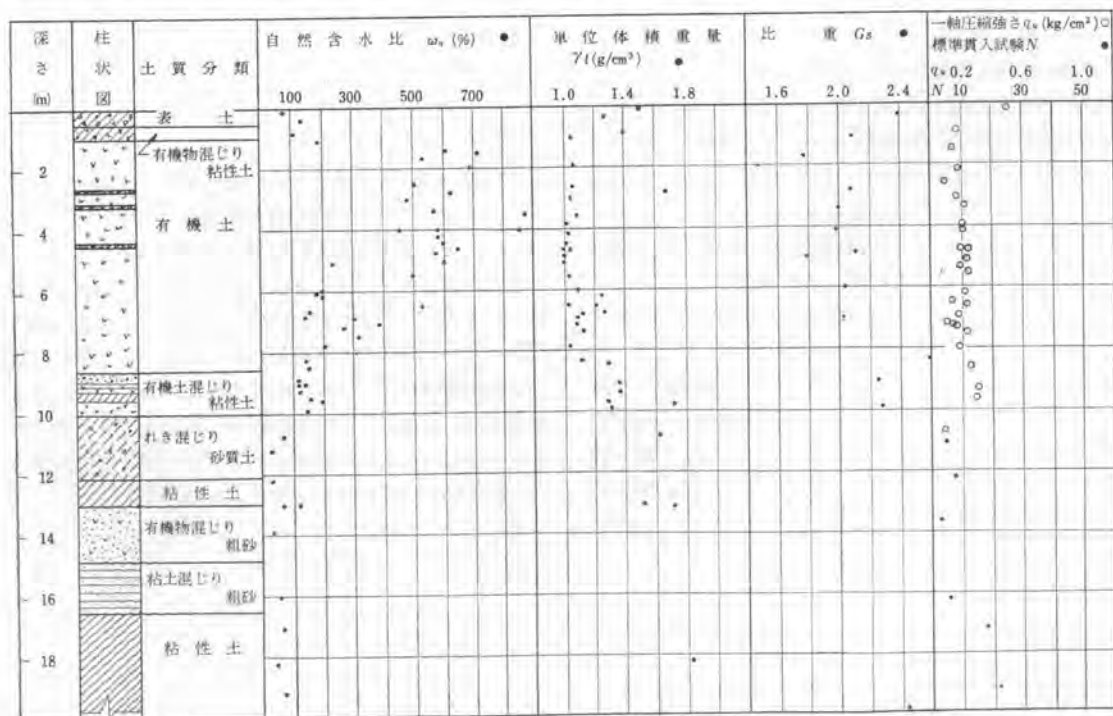 深さ(m)
柱状図
土質分類
自然含水比 ωn (%) ●
100 300 500 700
単位体積重量
γt(g/cm³) ●
1.0 1.4 1.8
比重 Gs ●
1.6 2.0 2.4
一軸圧縮強さqu(kg/cm²)○
標準貫入試験N ●
qu 0.2 0.6 1.0
N 10 30 50
表土
有機物混じり
粘性土
有機土
有機土混じり
粘性土
れき混じり
砂質土
粘性土
有機物混じり
粗砂
粘土混じり
粗砂
粘性土
2
4
6
8
10
12
14
16
18